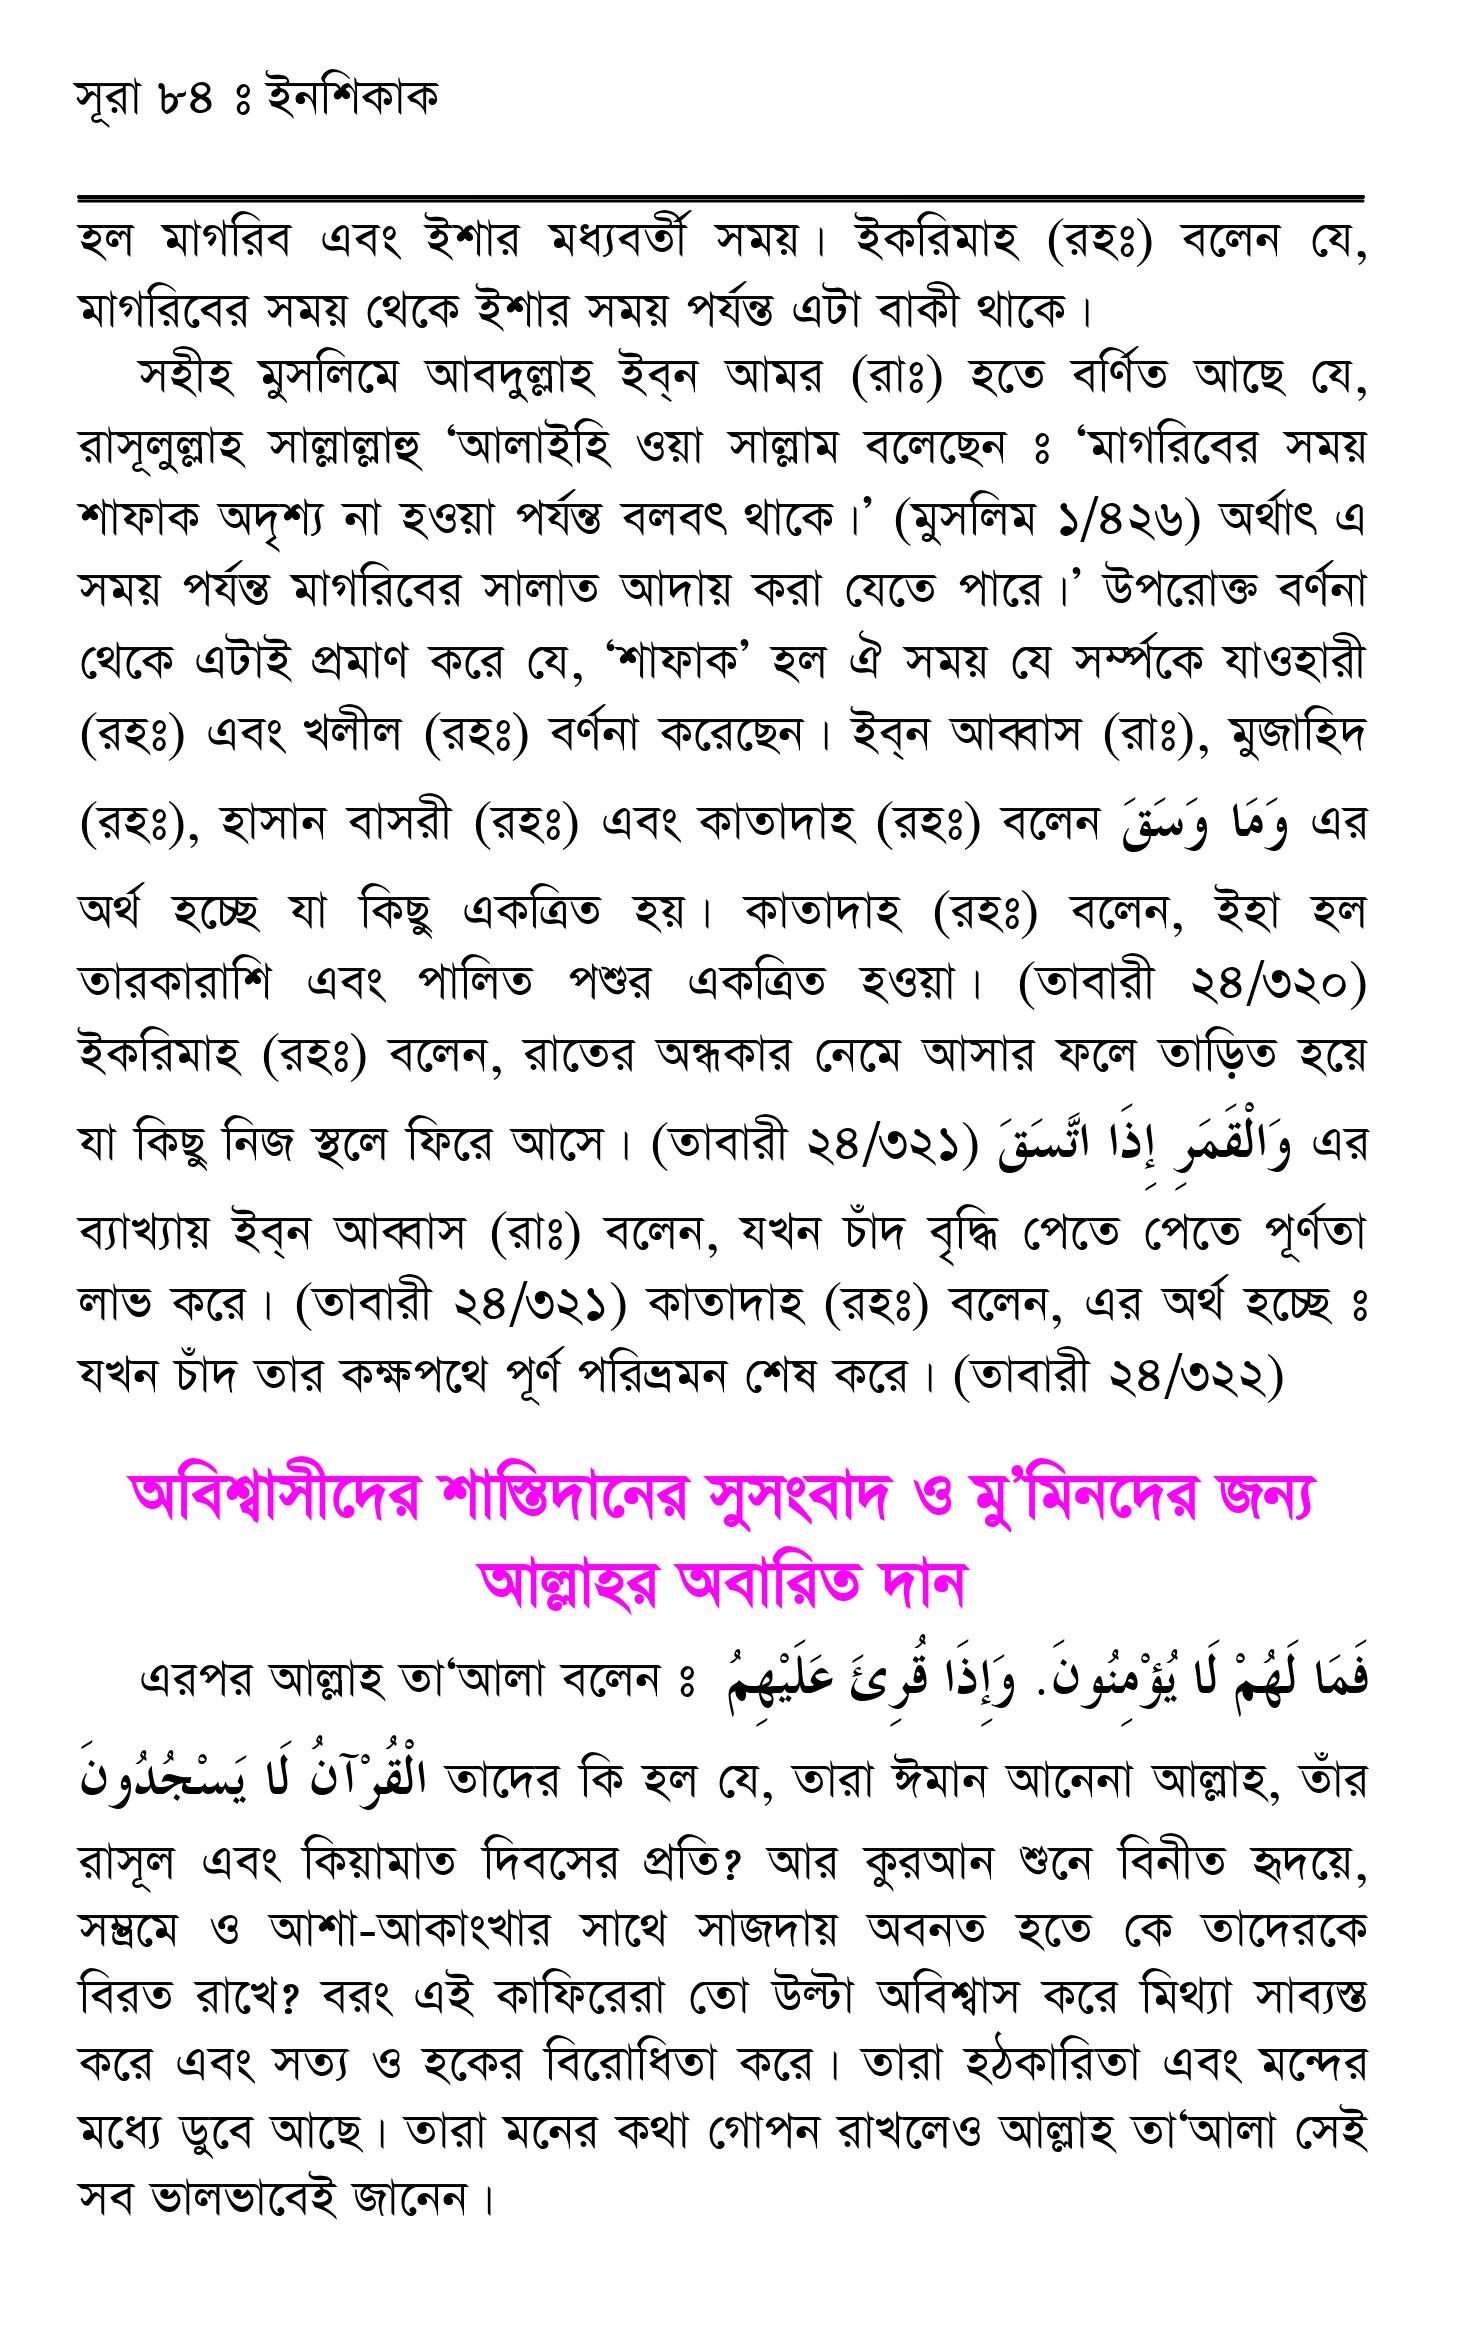 সূরা ৮৪ ঃ ইনশিকাক
হল মাগরিব এবং ইশার মধ্যবর্তী সময়। ইকরিমাহ (রহঃ) বলেন যে,
মাগরিবের সময় থেকে ইশার সময় পর্যন্ত এটা বাকী থাকে।
সহীহ মুসলিমে আবদুল্লাহ ইব্‌ন আমর (রাঃ) হতে বর্ণিত আছে যে,
রাসূলুল্লাহ সাল্লাল্লাহু ‘আলাইহি ওয়া সাল্লাম বলেছেন ঃ ‘মাগরিবের সময়
শাফাক অদৃশ্য না হওয়া পর্যন্ত বলবৎ থাকে।’ (মুসলিম ১/৪২৬) অর্থাৎ এ
সময় পর্যন্ত মাগরিবের সালাত আদায় করা যেতে পারে।’ উপরোক্ত বর্ণনা
থেকে এটাই প্রমাণ করে যে, ‘শাফাক’ হল ঐ সময় যে সর্ম্পকে যাওহারী
(রহঃ) এবং খলীল (রহঃ) বর্ণনা করেছেন। ইব্‌ন আব্বাস (রাঃ), মুজাহিদ
(রহঃ), হাসান বাসরী (রহঃ) এবং কাতাদাহ (রহঃ) বলেন وَمَا وَسَقَ এর
অর্থ হচ্ছে যা কিছু একত্রিত হয়। কাতাদাহ (রহঃ) বলেন, ইহা হল
তারকারাশি এবং পালিত পশুর একত্রিত হওয়া। (তাবারী ২৪/৩২০)
ইকরিমাহ (রহঃ) বলেন, রাতের অন্ধকার নেমে আসার ফলে তাড়িত হয়ে
যা কিছু নিজ স্থলে ফিরে আসে। (তাবারী ২৪/৩২১) وَالْقَمَرِ إِذَا اتَّسَقَ এর
ব্যাখ্যায় ইব্‌ন আব্বাস (রাঃ) বলেন, যখন চাঁদ বৃদ্ধি পেতে পেতে পূর্ণতা
লাভ করে। (তাবারী ২৪/৩২১) কাতাদাহ (রহঃ) বলেন, এর অর্থ হচ্ছে ঃ
যখন চাঁদ তার কক্ষপথে পূর্ণ পরিভ্রমন শেষ করে। (তাবারী ২৪/৩২২)
অবিশ্বাসীদের শাস্তিদানের সুসংবাদ ও মু’মিনদের জন্য
আল্লাহর অবারিত দান
এরপর আল্লাহ তা‘আলা বলেন ঃ فَمَا لَهُمْ لَا يُؤْمِنُونَ. وَإِذَا قُرِئَ عَلَيْهِمُ
الْقُرْآنُ لَا يَسْجُدُونَ তাদের কি হল যে, তারা ঈমান আনেনা আল্লাহ, তাঁর
রাসূল এবং কিয়ামাত দিবসের প্রতি? আর কুরআন শুনে বিনীত হৃদয়ে,
সম্ভ্রমে ও আশা-আকাংখার সাথে সাজদায় অবনত হতে কে তাদেরকে
বিরত রাখে? বরং এই কাফিরেরা তো উল্টা অবিশ্বাস করে মিথ্যা সাব্যস্ত
করে এবং সত্য ও হকের বিরোধিতা করে। তারা হঠকারিতা এবং মন্দের
মধ্যে ডুবে আছে। তারা মনের কথা গোপন রাখলেও আল্লাহ তা‘আলা সেই
সব ভালভাবেই জানেন।